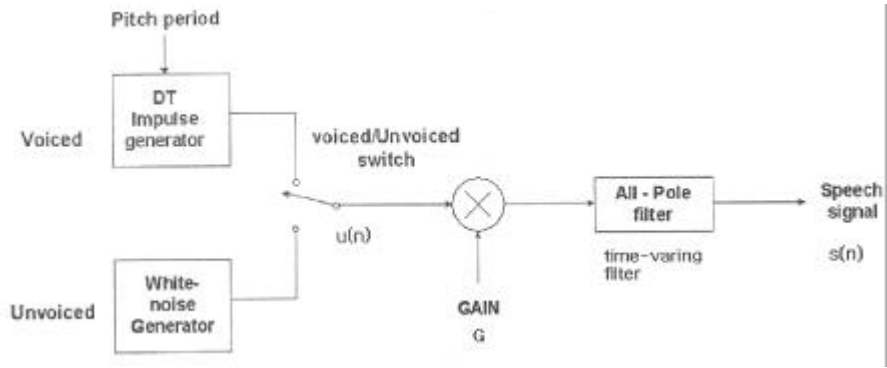 Pitch period
DT
Impulse
generator
Voiced
voiced/Unvoiced
switch
u(n)
White-
noise
Generator
Unvoiced
GAIN
G
All - Pole
filter
time-varing
filter
Speech
signal
s(n)